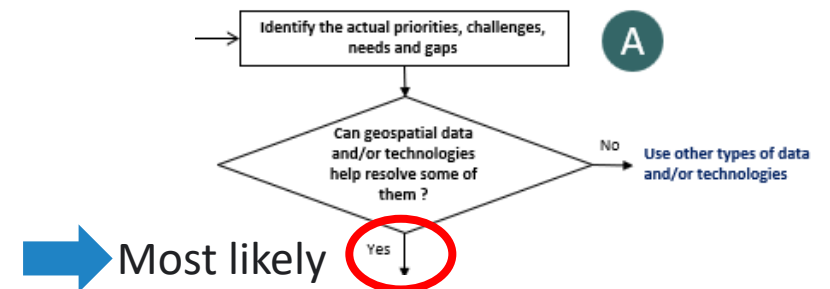 Identify the actual priorities, challenges,
needs and gaps
A
Can geospatial data
and/or technologies
help resolve some of
them ?
No
Use other types of data
and/or technologies
Most likely
Yes